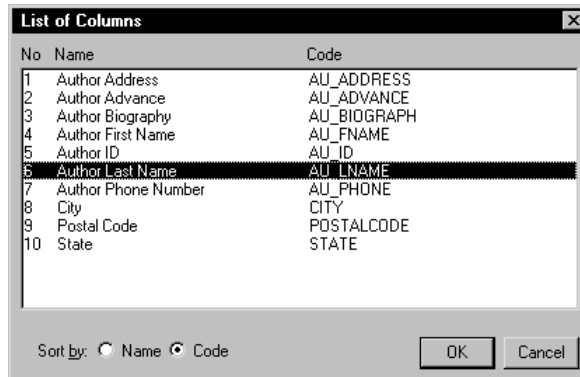 List of Columns
No Name Code
1 Author Address AU_ADDRESS
2 Author Advance AU_ADVANCE
3 Author Biography AU_BIOGRAPH
4 Author First Name AU_FNAME
5 Author ID AU_ID
6 Author Last Name AU_LNAME
7 Author Phone Number AU_PHONE
8 City CITY
9 Postal Code POSTALCODE
10 State STATE
Sort by: Name Code OK Cancel